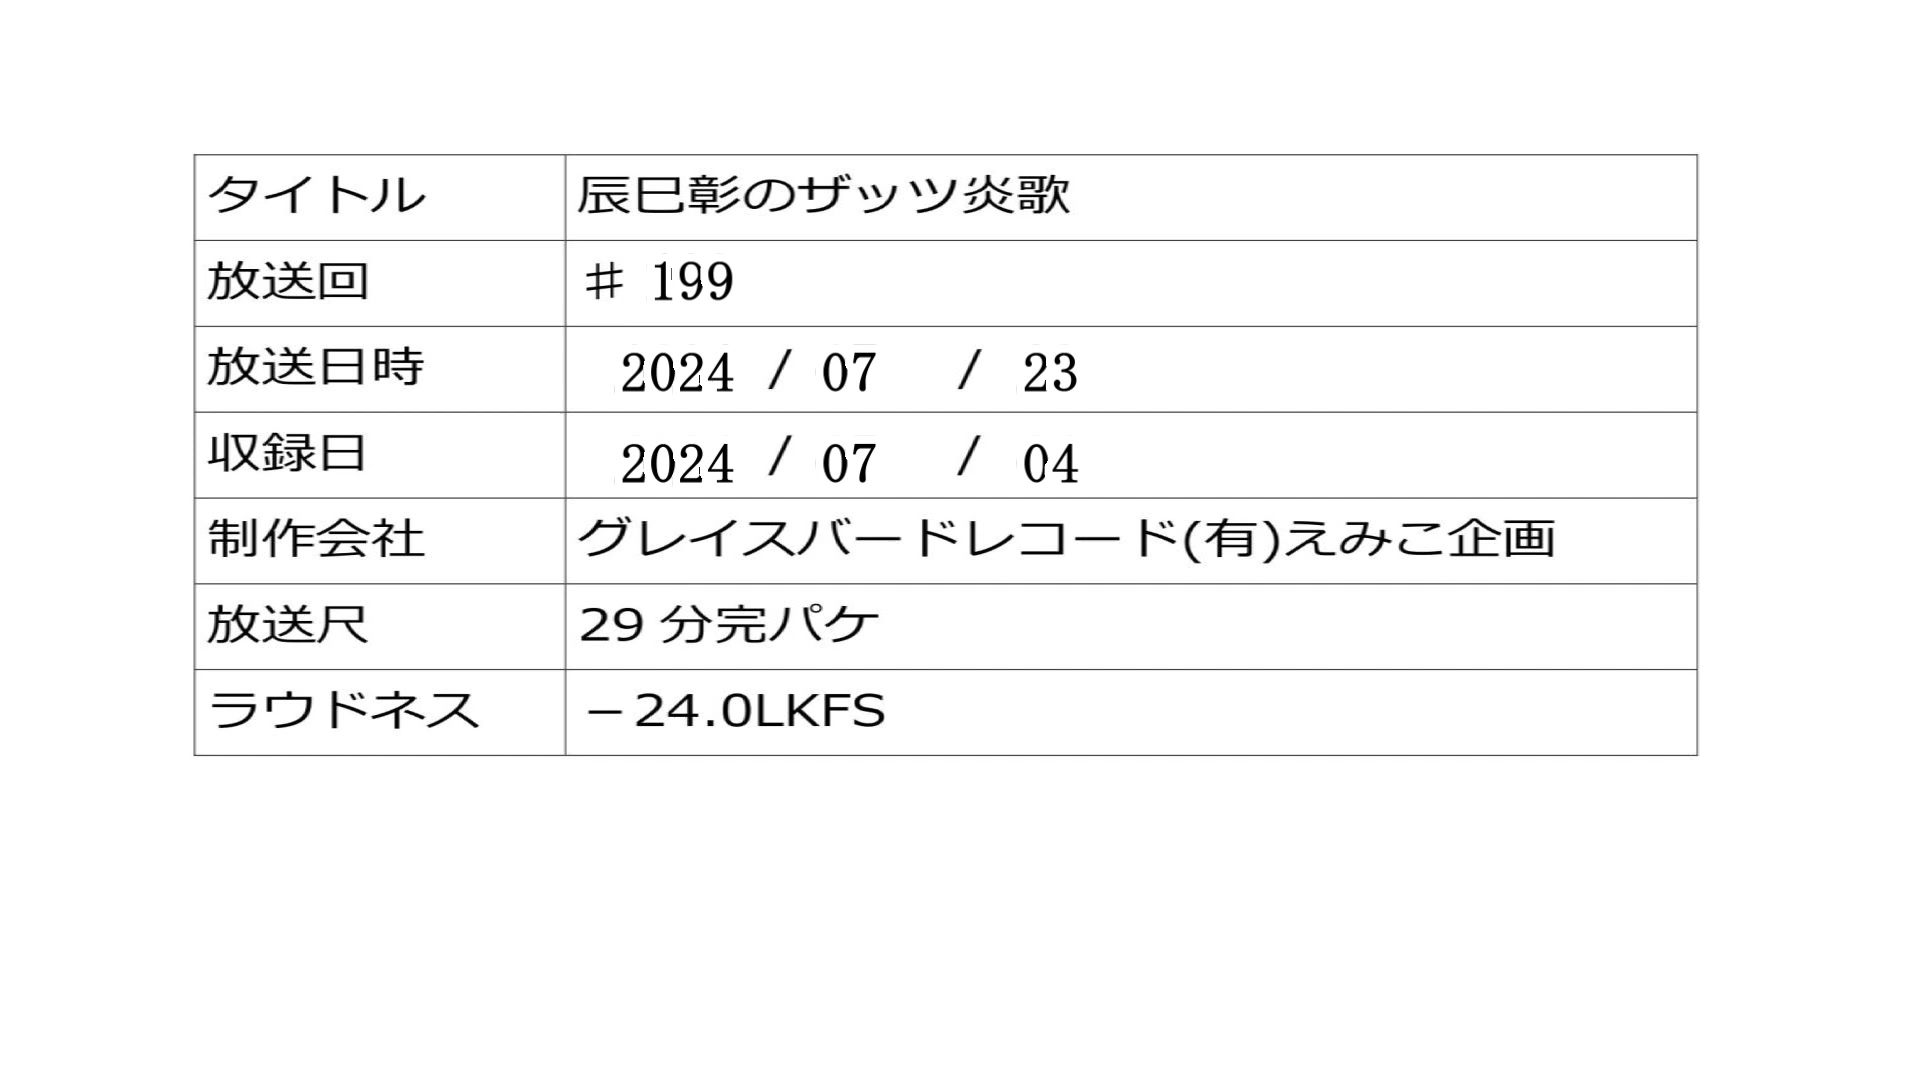 タイトル 辰巳彰のザッツ炎歌
放送回 ♯ 199
放送日時 2024 / 07 / 23
収録日 2024 / 07 / 04
制作会社 グレイスバードレコード(有)えみこ企画
放送尺 29 分完パケ
ラウドネス －24.0LKFS